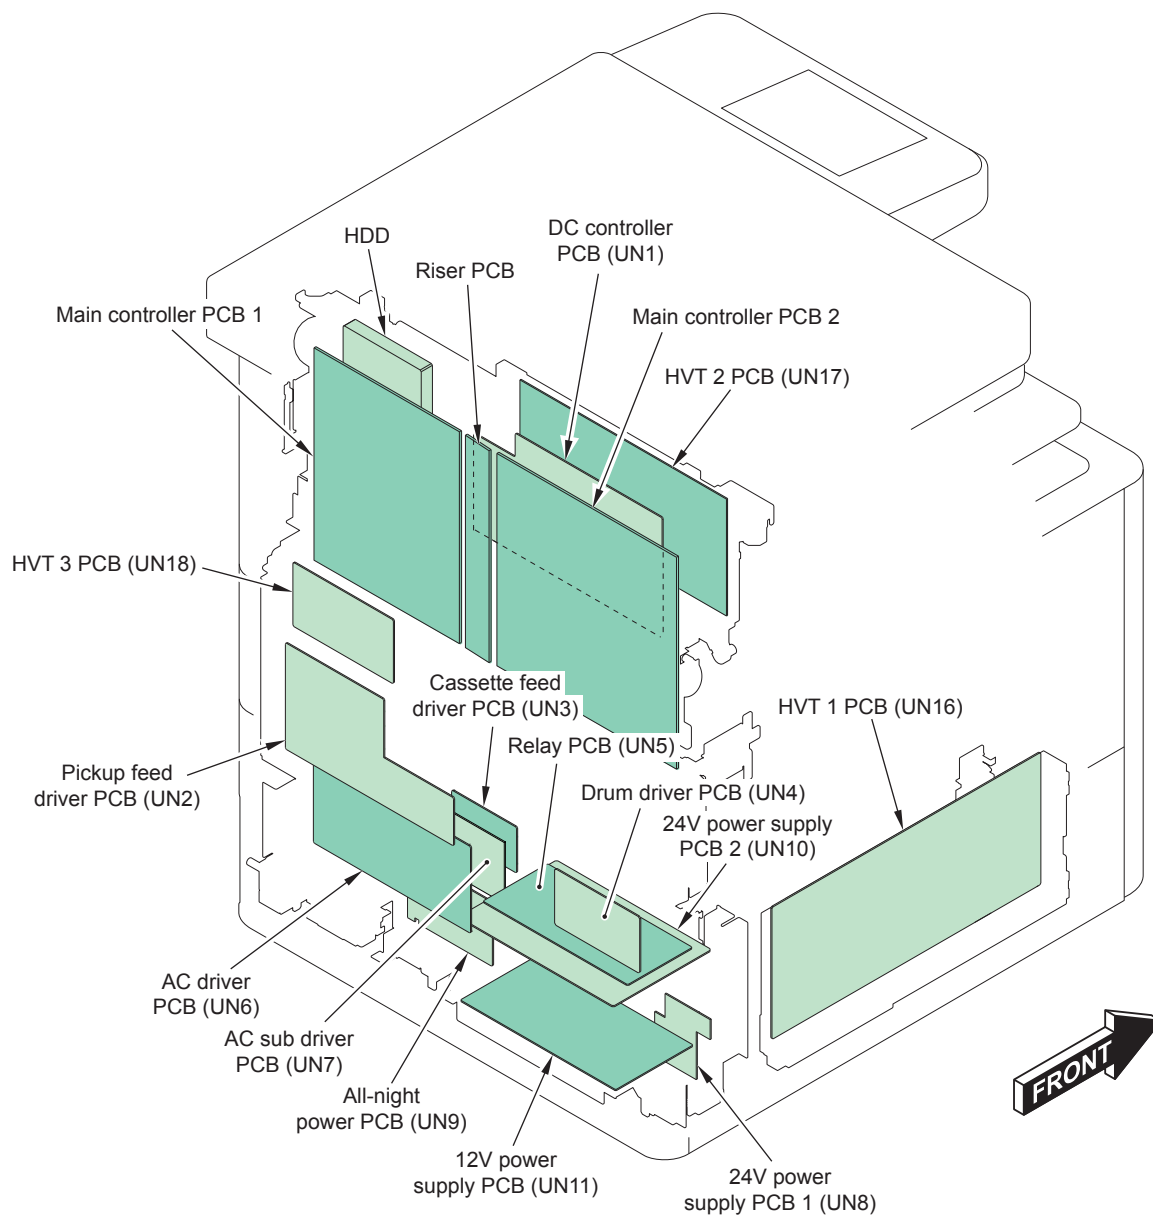 HDD
DC controller
PCB (UN1)
Riser PCB
Main controller PCB 1
Main controller PCB 2
HVT 2 PCB (UN17)
HVT 3 PCB (UN18)
Cassette feed
driver PCB (UN3)
HVT 1 PCB (UN16)
Relay PCB (UN5)
Pickup feed
driver PCB (UN2)
Drum driver PCB (UN4)
24V power supply
PCB 2 (UN10)
AC driver
PCB (UN6)
AC sub driver
PCB (UN7)
All-night
power PCB (UN9)
12V power
supply PCB (UN11)
24V power
supply PCB 1 (UN8)
FRONT